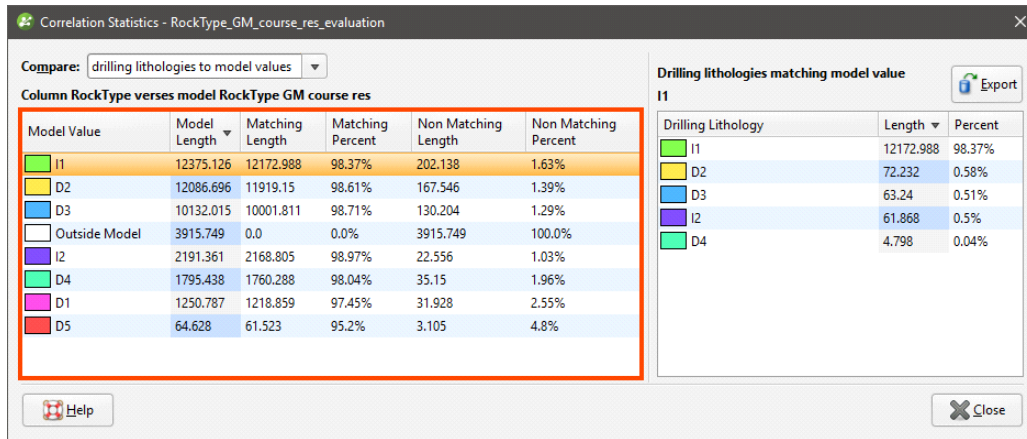 Correlation Statistics - RockType_GM_course_res_evaluation
Compare: drilling lithologies to model values
Column RockType verses model RockType GM course res
Model Value Model Length Matching Length Matching Percent Non Matching Length Non Matching Percent
I1 12375.126 12172.988 98.37% 202.138 1.63%
D2 12086.696 11919.15 98.61% 167.546 1.39%
D3 10132.015 10001.811 98.71% 130.204 1.29%
Outside Model 3915.749 0.0 0.0% 3915.749 100.0%
I2 2191.361 2168.805 98.97% 22.556 1.03%
D4 1795.438 1760.288 98.04% 35.15 1.96%
D1 1250.787 1218.859 97.45% 31.928 2.55%
D5 64.628 61.523 95.2% 3.105 4.8%
Drilling lithologies matching model value
I1
Export
Drilling Lithology Length Percent
I1 12172.988 98.37%
D2 72.232 0.58%
D3 63.24 0.51%
I2 61.868 0.5%
D4 4.798 0.04%
Help
Close